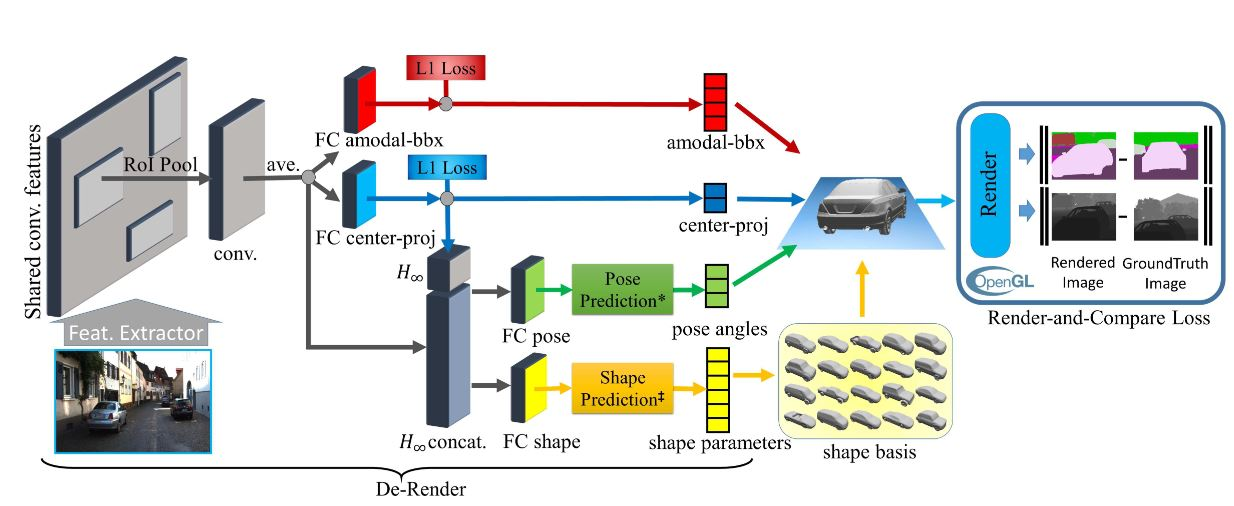 Shared conv. features
RoI Pool
conv.
ave.
Feat. Extractor
L1 Loss
FC amodal-bbx
amodal-bbx
L1 Loss
FC center-proj
center-proj
H∞
H∞ concat.
FC pose
Pose
Prediction*
pose angles
FC shape
Shape
Prediction‡
shape parameters
shape basis
De-Render
Render
OpenGL
Rendered
Image
GroundTruth
Image
Render-and-Compare Loss